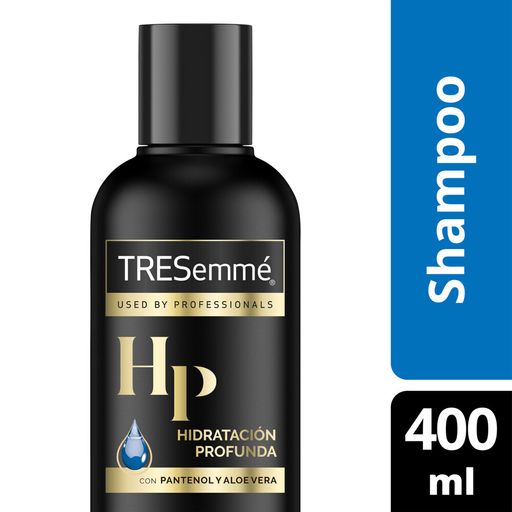 TRESemmé®
USED BY PROFESSIONALS
HP
HIDRATACIÓN
PROFUNDA
CON PANTENOL Y ALOE VERA
Shampoo
400
ml